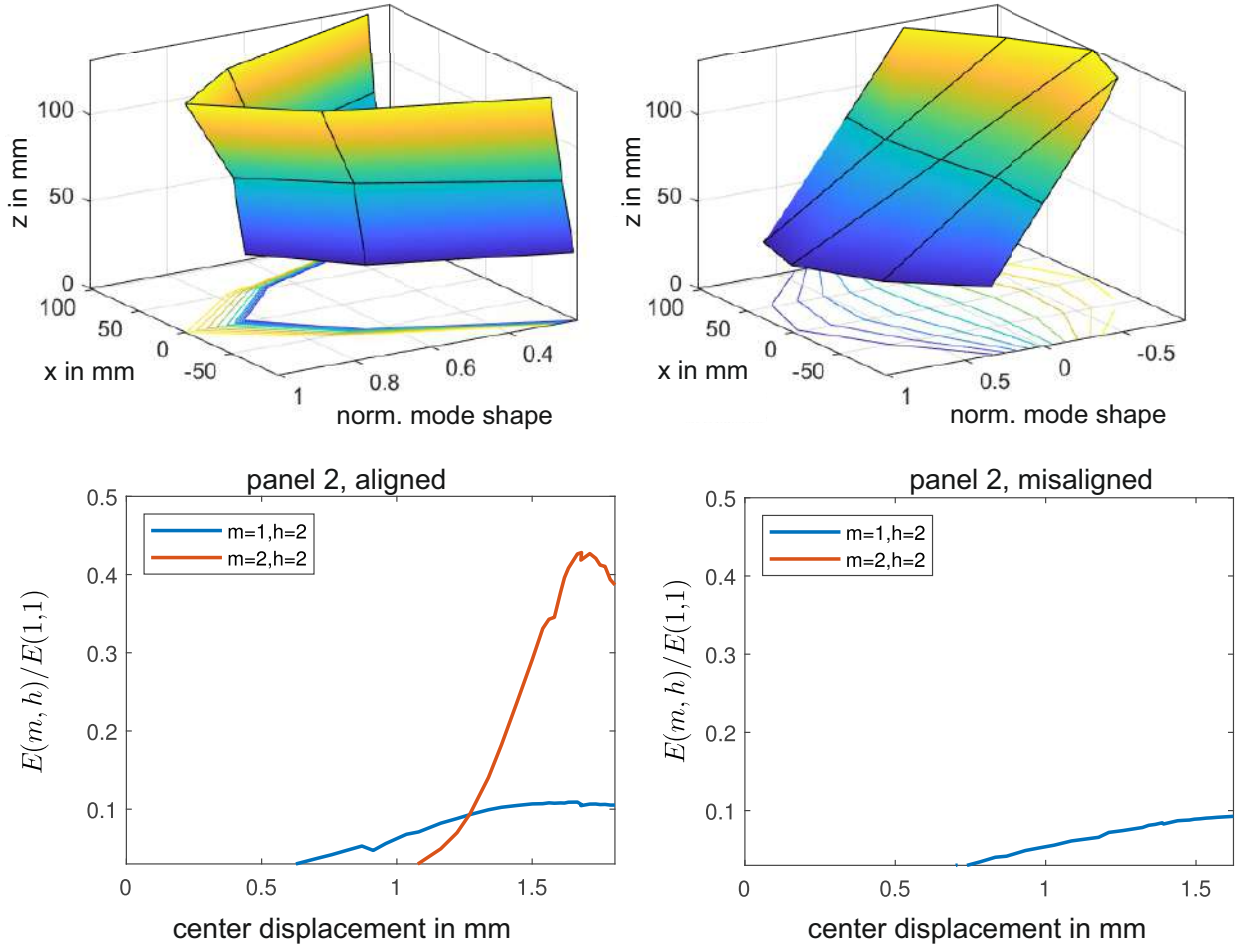 z in mm
100
50
0
100
50
0
-50
x in mm
1
0.8
0.6
0.4
norm. mode shape
z in mm
100
50
0
100
50
0
-50
x in mm
1
0.5
0
-0.5
norm. mode shape
panel 2, aligned
E(m, h)/E(1,1)
0.5
0.4
0.3
0.2
0.1
m=1,h=2
m=2,h=2
0
0.5
1
1.5
center displacement in mm
panel 2, misaligned
E(m, h)/E(1,1)
0.5
0.4
0.3
0.2
0.1
m=1,h=2
m=2,h=2
0
0.5
1
1.5
center displacement in mm